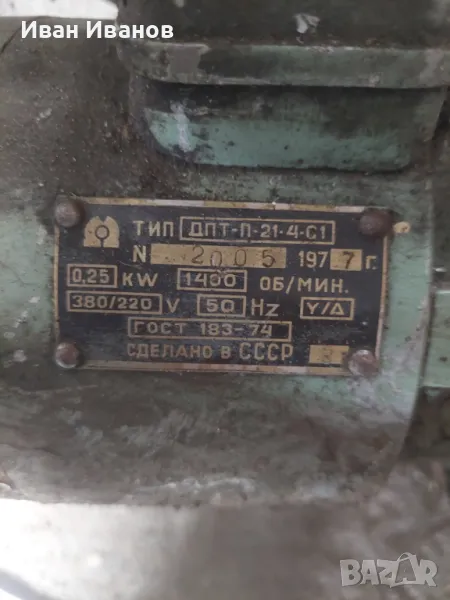 Иван Иванов
ТИП ДПТ-П-21-4-С1
N 2005 1977 г.
0,25 KW 1400 ОБ/МИН.
380/220 V 50 Hz Y/Δ
ГОСТ 183-74
СДЕЛАНО В СССР
BAZAR